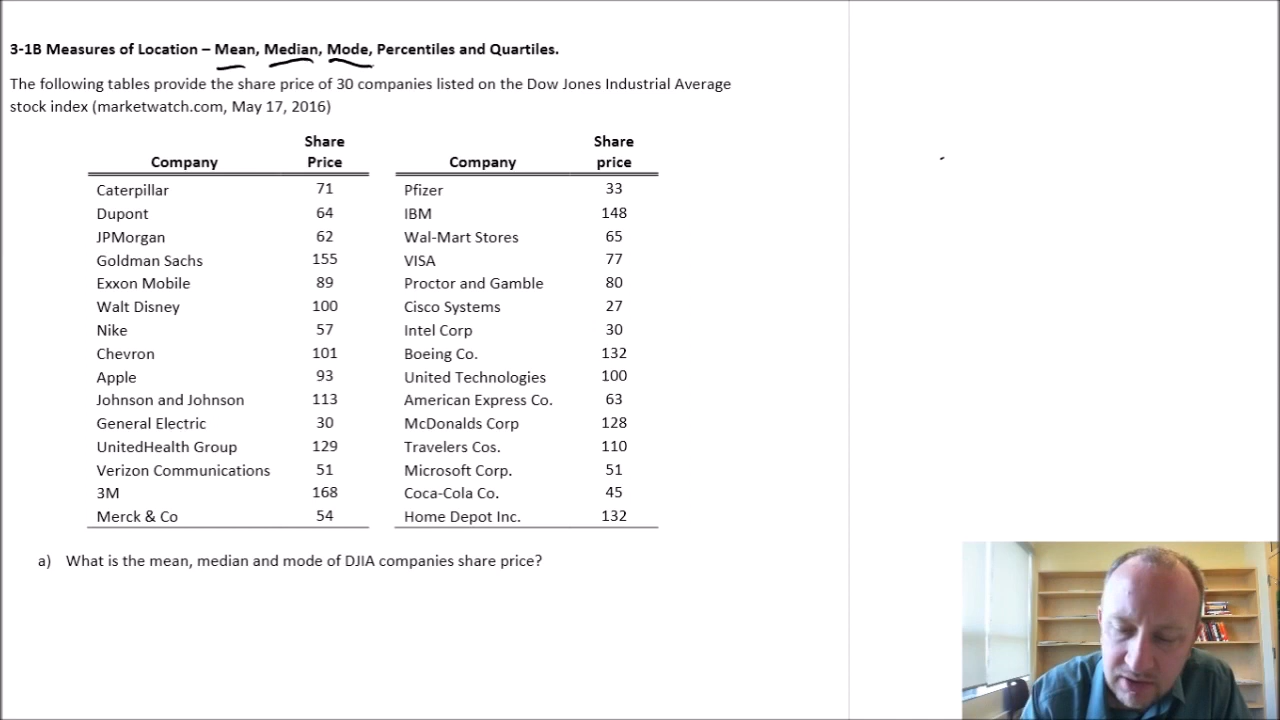 3-1B Measures of Location – Mean, Median, Mode, Percentiles and Quartiles.
The following tables provide the share price of 30 companies listed on the Dow Jones Industrial Average
stock index (marketwatch.com, May 17, 2016)
Company Share Price
Caterpillar 71
Dupont 64
JPMorgan 62
Goldman Sachs 155
Exxon Mobile 89
Walt Disney 100
Nike 57
Chevron 101
Apple 93
Johnson and Johnson 113
General Electric 30
UnitedHealth Group 129
Verizon Communications 51
3M 168
Merck & Co 54
Company Share price
Pfizer 33
IBM 148
Wal-Mart Stores 65
VISA 77
Proctor and Gamble 80
Cisco Systems 27
Intel Corp 30
Boeing Co. 132
United Technologies 100
American Express Co. 63
McDonalds Corp 128
Travelers Cos. 110
Microsoft Corp. 51
Coca-Cola Co. 45
Home Depot Inc. 132
a) What is the mean, median and mode of DJIA companies share price?